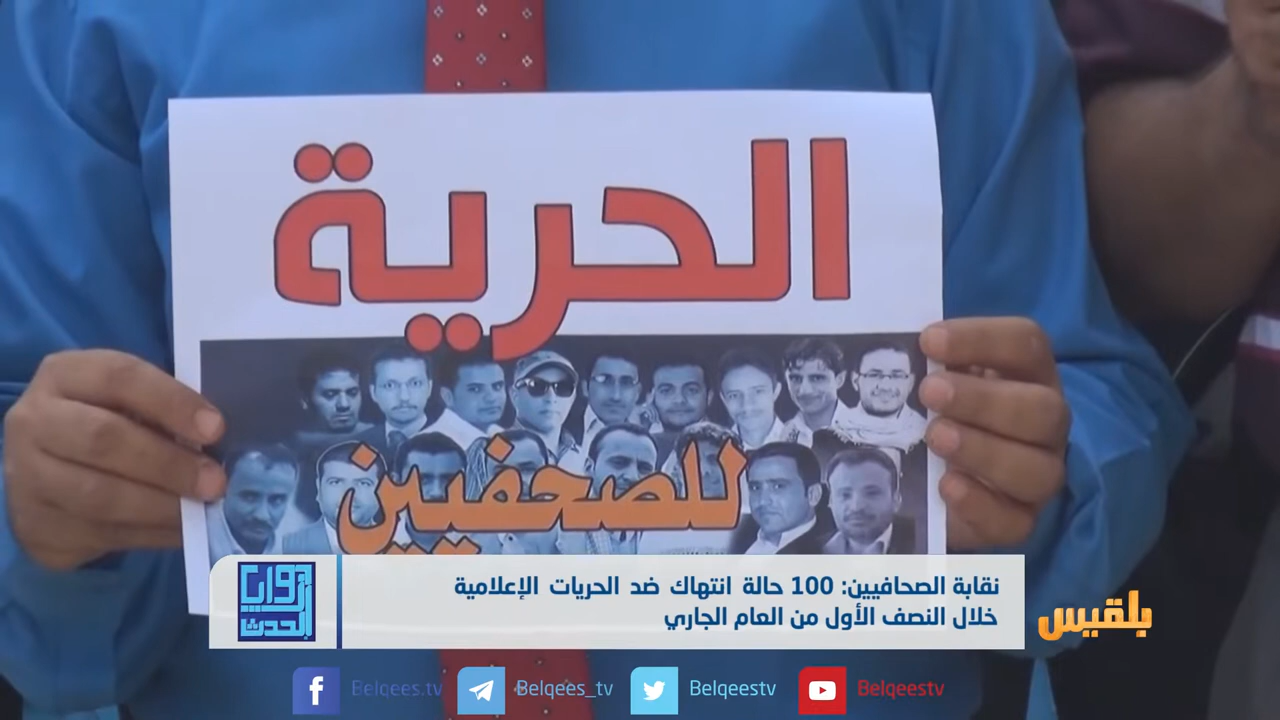 الحرية
للصحفيين
نقابة الصحافيين: 100 حالة انتهاك ضد الحريات الإعلامية
خلال النصف الأول من العام الجاري
زوايا
الحدث
بلقيس
Belqees.tv
Belqees_tv
Belqeestv
Belqeestv